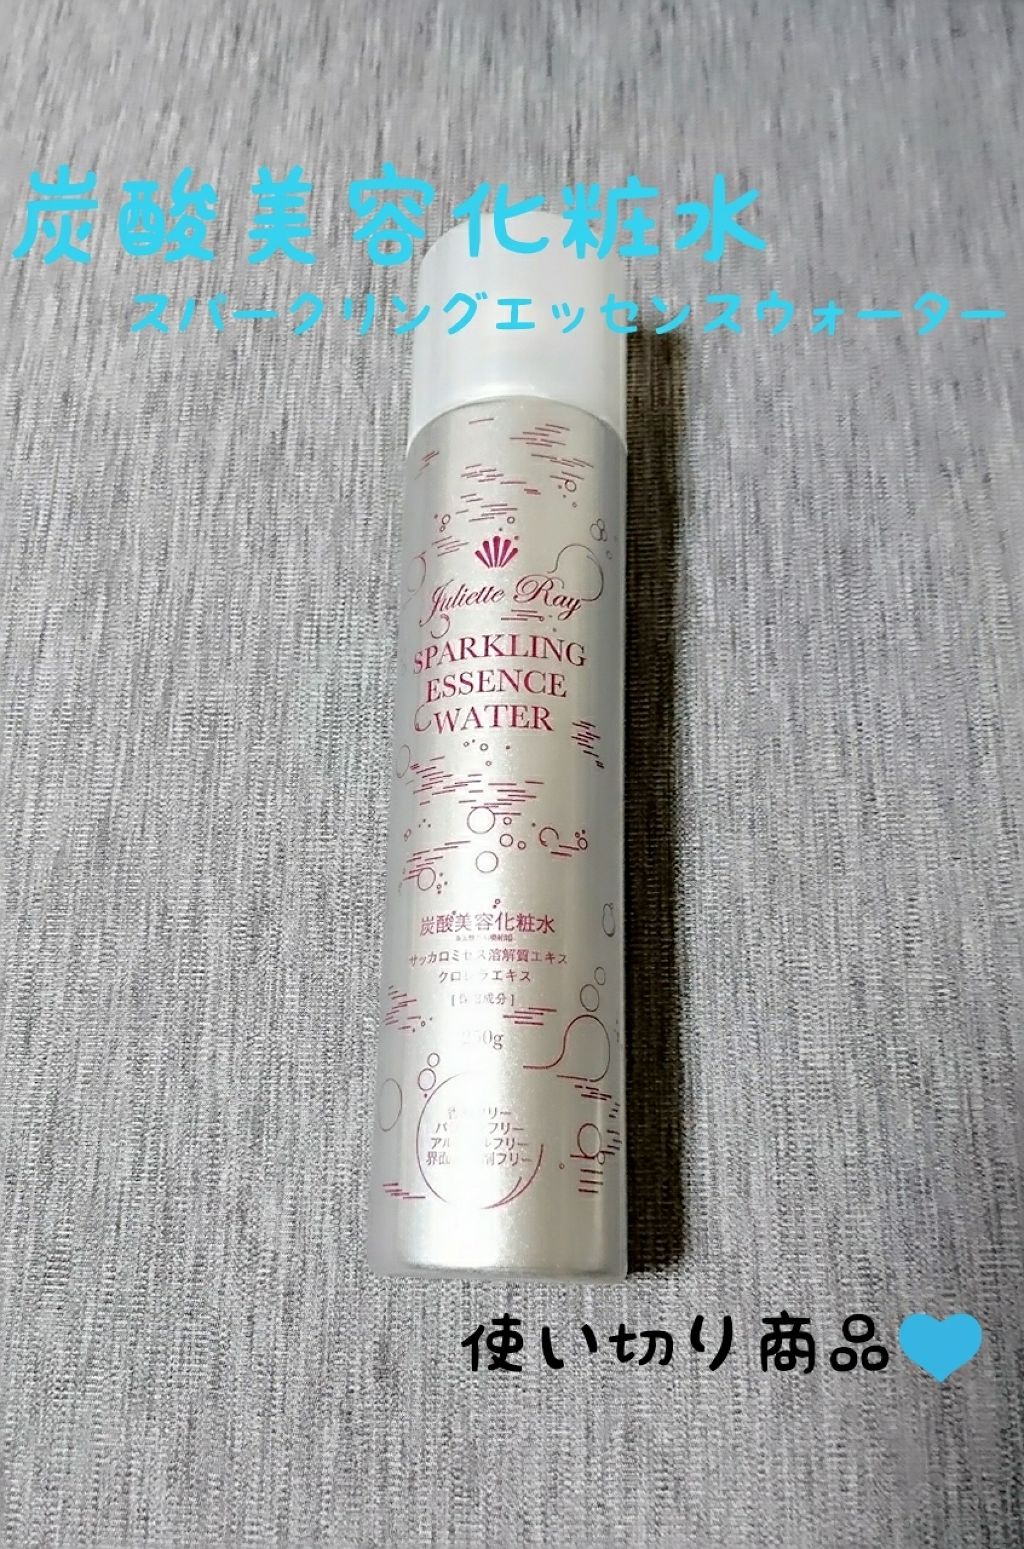 炭酸美容化粧水
スパークリングエッセンスウォーター
Juliette Ray
SPARKLING
ESSENCE
WATER
炭酸美容化粧水
サッカロミセス溶解質エキス
クロレラエキス
250g
使い切り商品